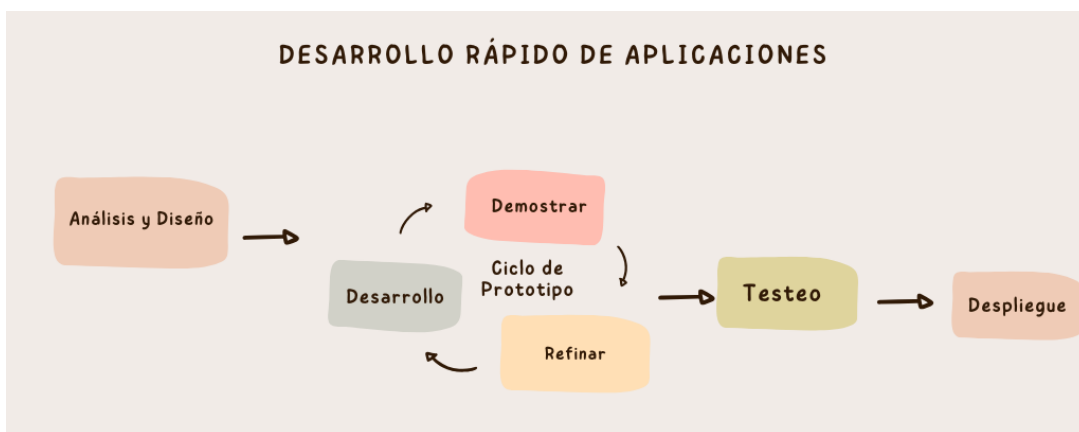 DESARROLLO RÁPIDO DE APLICACIONES
Análisis y Diseño
Demostrar
Ciclo de
Prototipo
Desarrollo
Refinar
Testeo
Despliegue